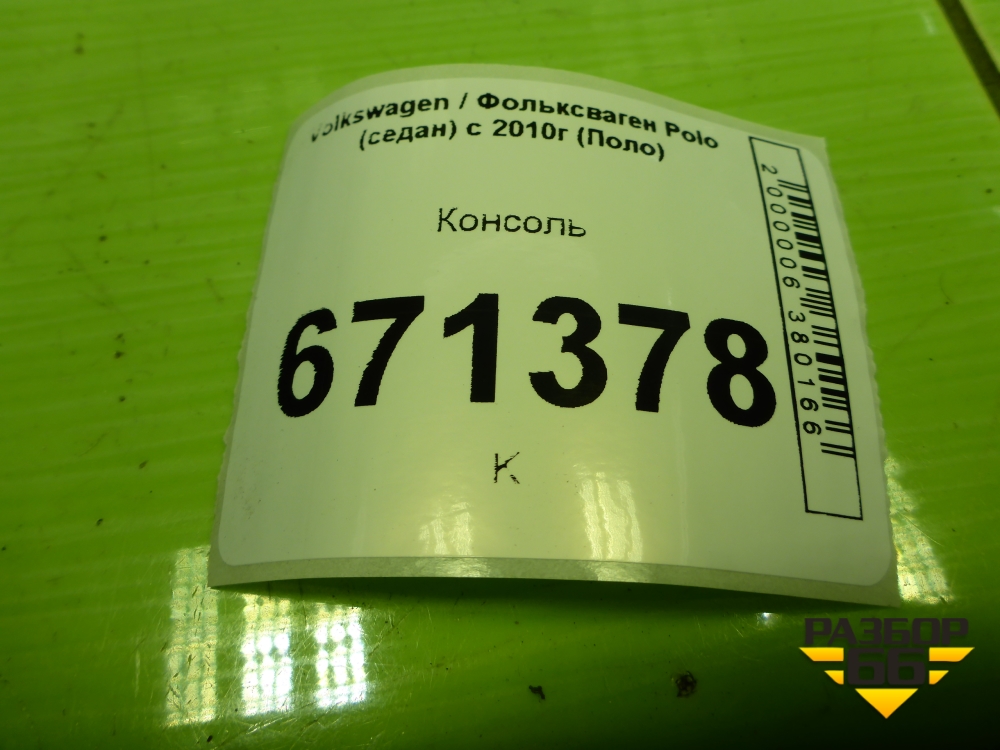 Volkswagen / Фольксваген Polo
(седан) с 2010г (Поло)
Консоль
671378
К
2000006380166
РАЗБОР
66